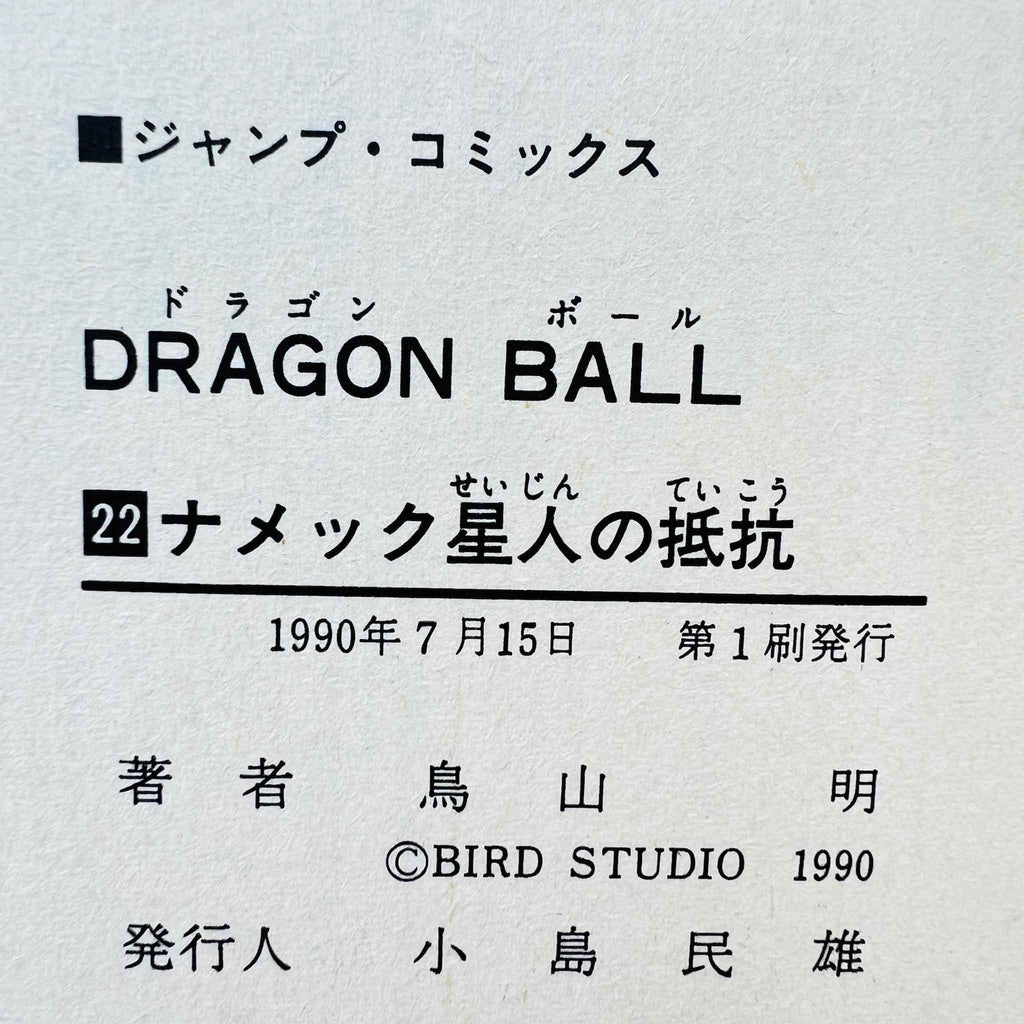 ■ジャンプ・コミックス
ドラゴン ボール
DRAGON BALL
せいじん ていこう
22 ナメック星人の抵抗
1990年7月15日 第1刷発行
著者 鳥山 明
©BIRD STUDIO 1990
発行人 小島民雄